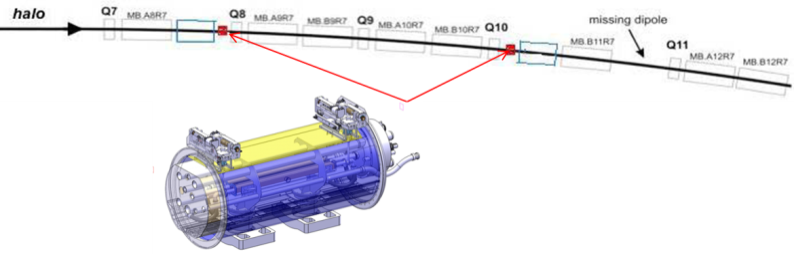 halo
Q7
MB.A8R7
Q8
MB.A9R7
MB.B9R7
Q9
MB.A10R7
MB.B10R7
Q10
MB.B11R7
missing dipole
Q11
MB.A12R7
MB.B12R7